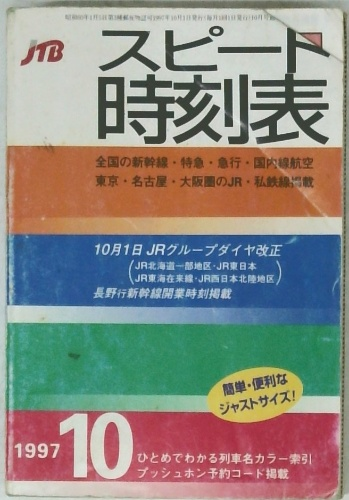 JTB
スピード
時刻表
全国の新幹線・特急・急行・国内線航空
東京・名古屋・大阪圏のJR・私鉄線掲載
10月1日 JRグループダイヤ改正
(JR北海道一部地区・JR東日本
JR東海在来線・JR西日本北陸地区)
長野行新幹線開業時刻掲載
簡単・便利な
ジャストサイズ!
1997 10
ひとめでわかる列車名カラー索引
プッシュホン予約コード掲載